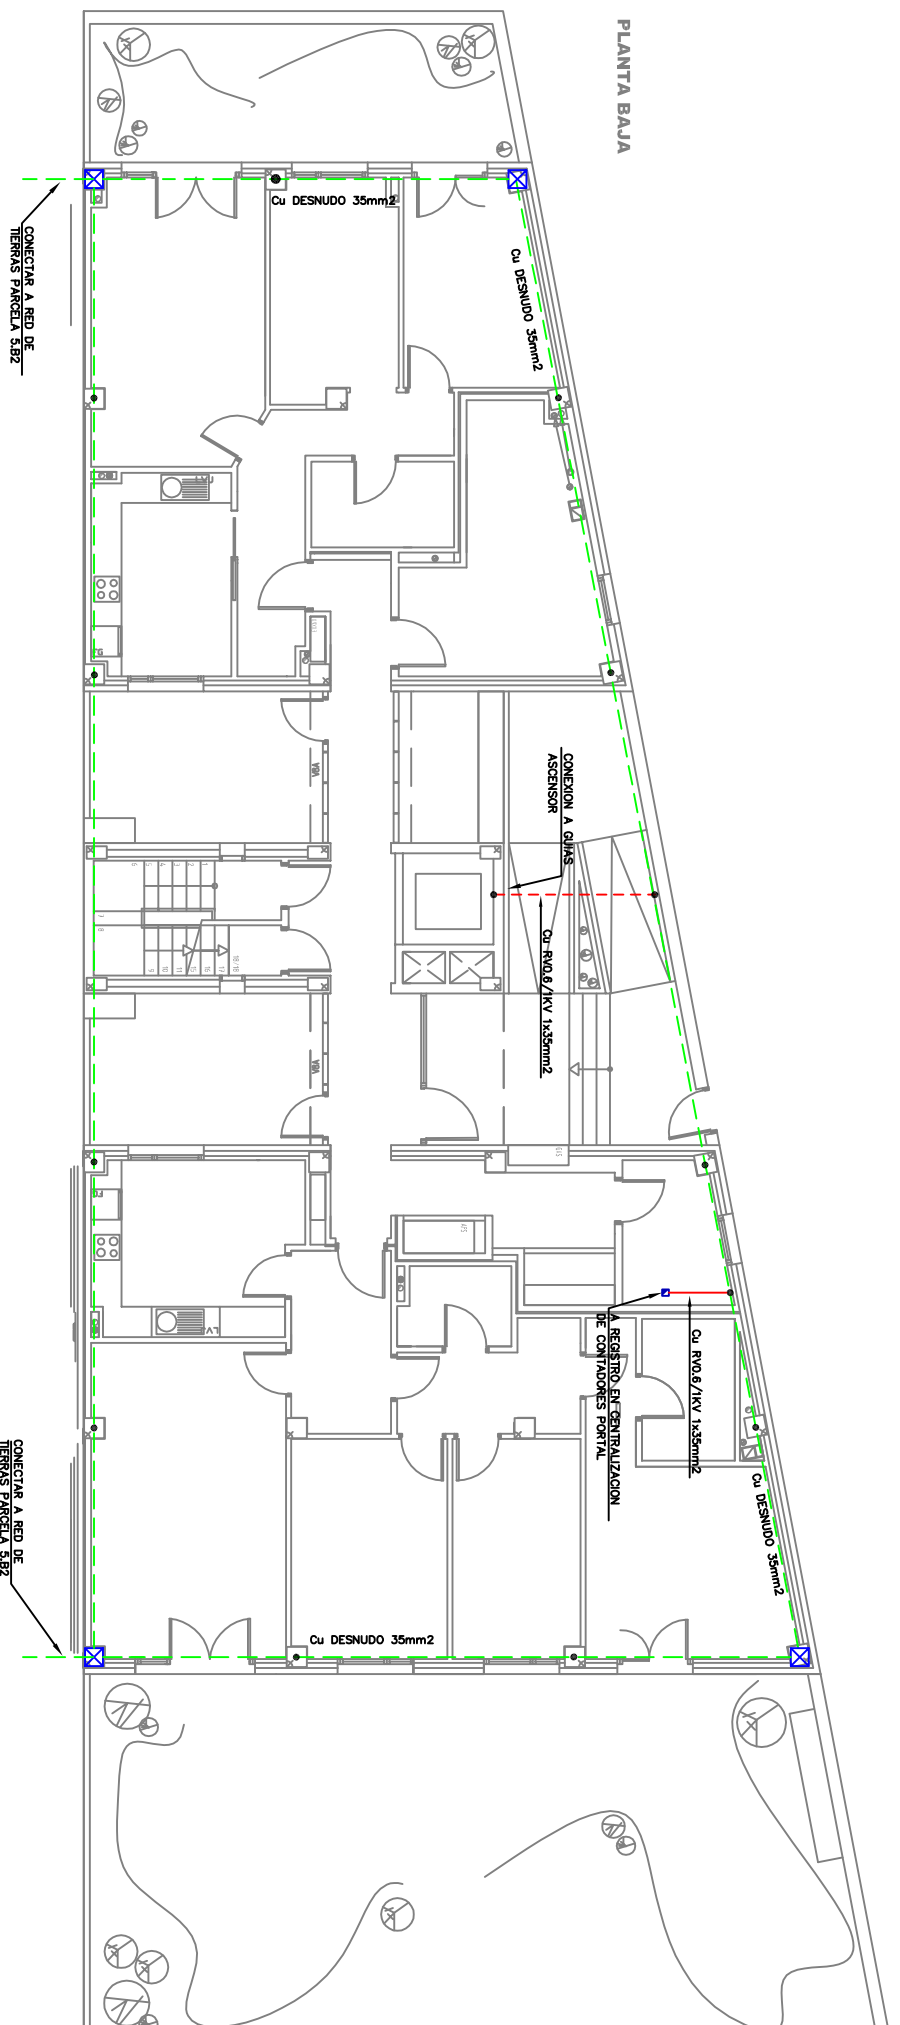 PLANTA BAJA
Cu DESNUDO 35mm2
Cu DESNUDO 35mm2
CONECTAR A RED DE
TIERRAS PARCELA 5.B2
CONEXION A GUIAS
ASCENSOR
Cu RV0.6/1KV 1x35mm2
A REGISTRO EN CENTRALIZACION
DE CONTADORES PORTAL
Cu RV0.6/1KV 1x35mm2
Cu DESNUDO 35mm2
Cu DESNUDO 35mm2
CONECTAR A RED DE
TIERRAS PARCELA 5.B2